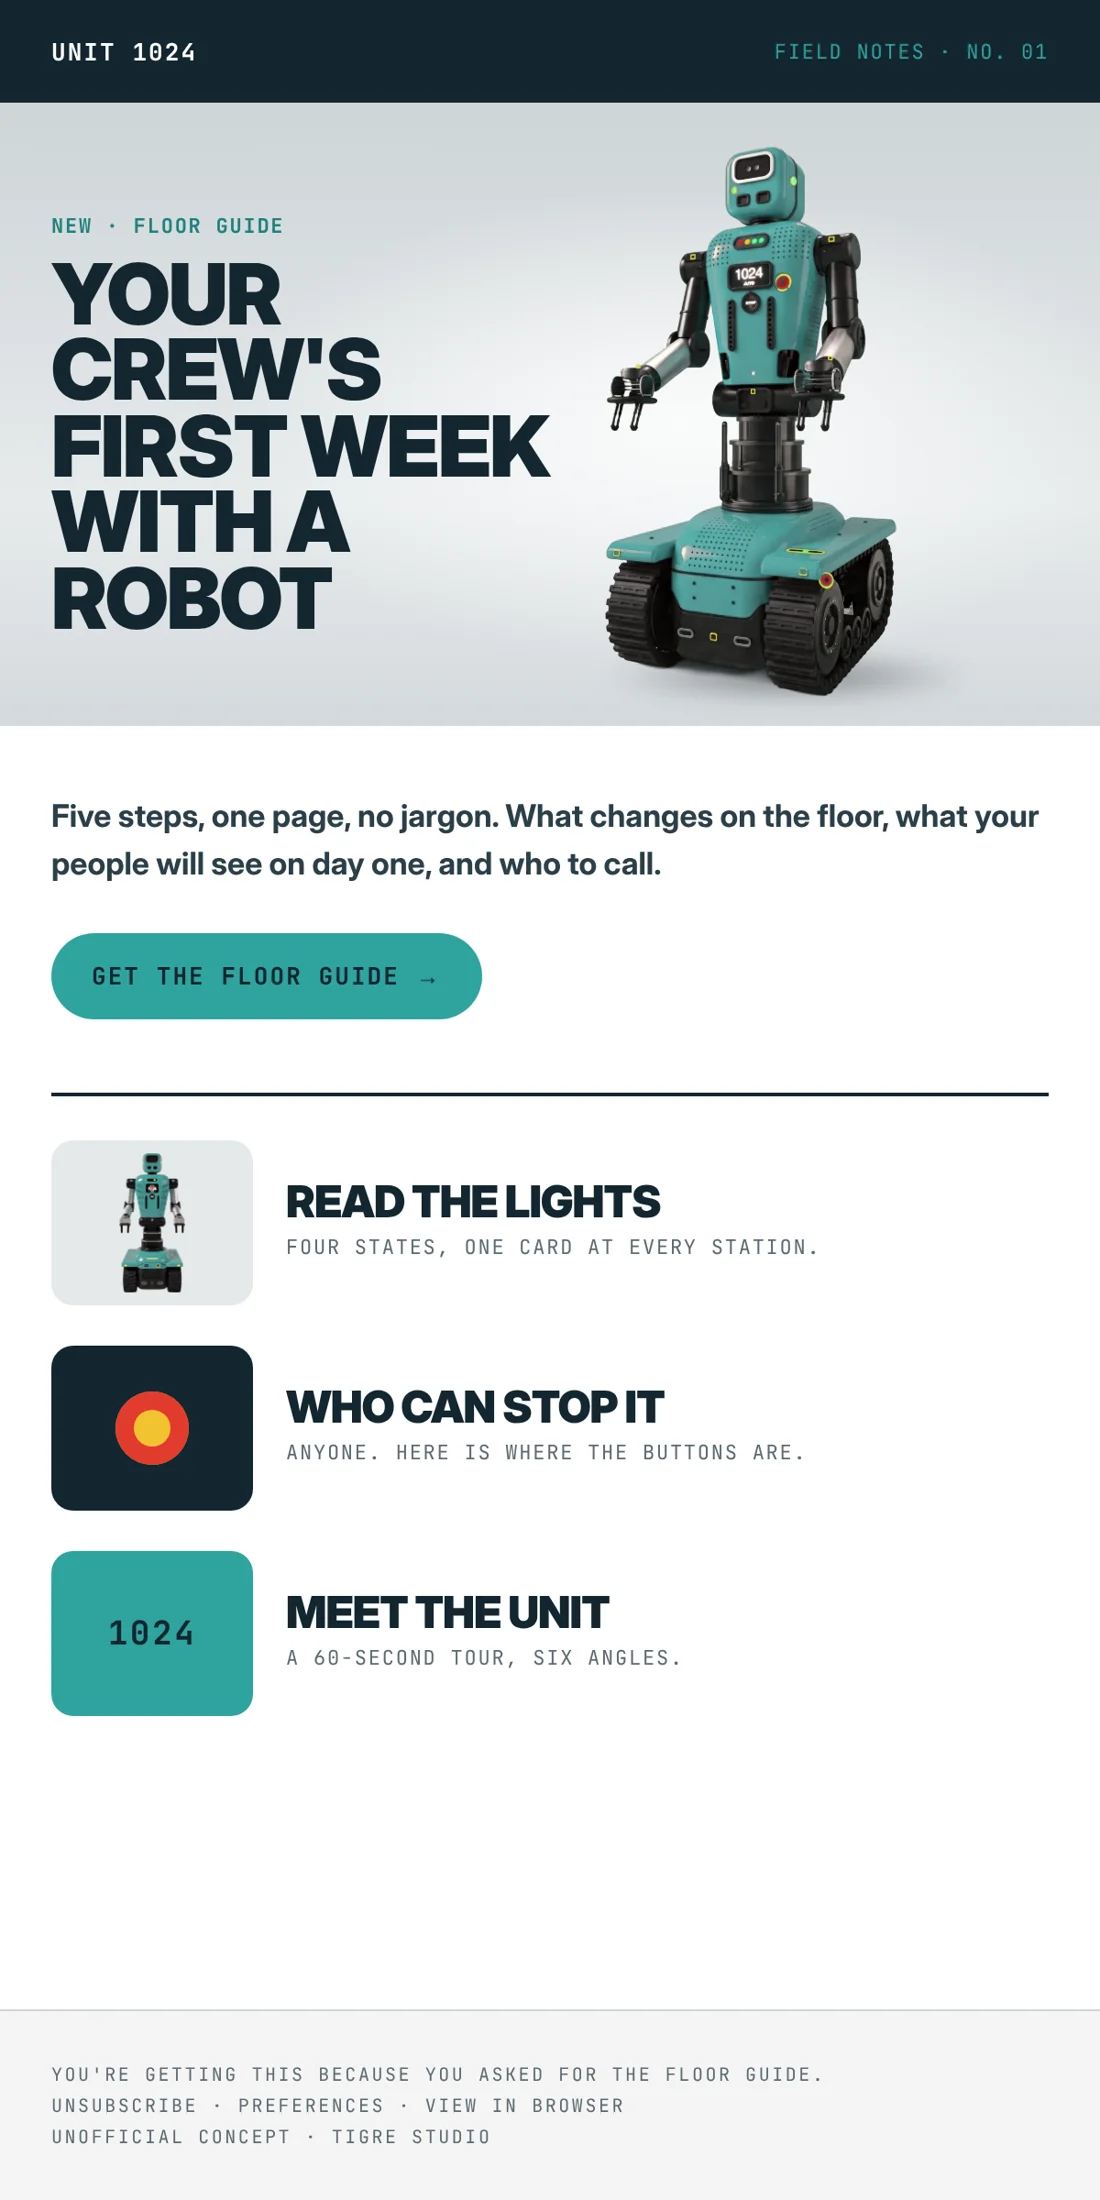 UNIT 1024
FIELD NOTES · NO. 01
NEW · FLOOR GUIDE
YOUR
CREW'S
FIRST WEEK
WITH A
ROBOT
1024
Five steps, one page, no jargon. What changes on the floor, what your
people will see on day one, and who to call.
GET THE FLOOR GUIDE →
READ THE LIGHTS
FOUR STATES, ONE CARD AT EVERY STATION.
WHO CAN STOP IT
ANYONE. HERE IS WHERE THE BUTTONS ARE.
1024
MEET THE UNIT
A 60-SECOND TOUR, SIX ANGLES.
YOU'RE GETTING THIS BECAUSE YOU ASKED FOR THE FLOOR GUIDE.
UNSUBSCRIBE · PREFERENCES · VIEW IN BROWSER
UNOFFICIAL CONCEPT · TIGRE STUDIO